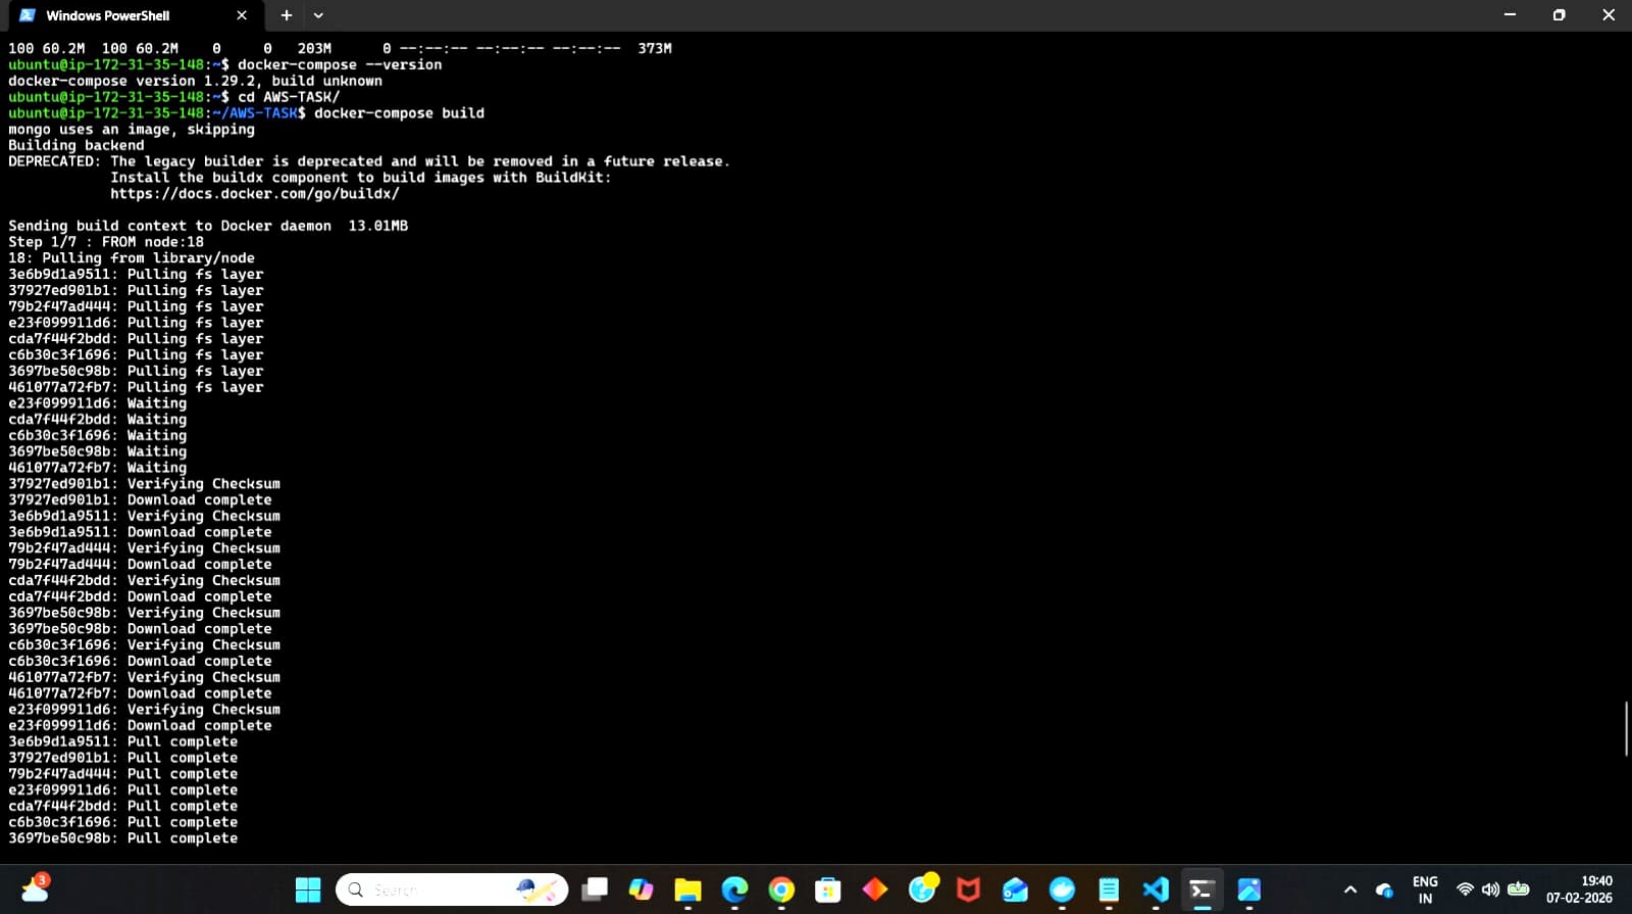 Windows PowerShell
100 60.2M  100 60.2M    0     0   203M      0 --:--:-- --:--:-- --:--:--  373M
ubuntu@ip-172-31-35-148:~$ docker-compose --version
docker-compose version 1.29.2, build unknown
ubuntu@ip-172-31-35-148:~$ cd AWS-TASK/
ubuntu@ip-172-31-35-148:~/AWS-TASK$ docker-compose build
mongo uses an image, skipping
Building backend
DEPRECATED: The legacy builder is deprecated and will be removed in a future release.
            Install the buildx component to build images with BuildKit:
            https://docs.docker.com/go/buildx/
Sending build context to Docker daemon  13.01MB
Step 1/7 : FROM node:18
18: Pulling from library/node
3e6b9d1a9511: Pulling fs layer
37927ed901b1: Pulling fs layer
79b2f47ad444: Pulling fs layer
e23f099911d6: Pulling fs layer
cda7f44f2bdd: Pulling fs layer
c6b30c3f1696: Pulling fs layer
3697be50c98b: Pulling fs layer
461077a72fb7: Pulling fs layer
e23f099911d6: Waiting
cda7f44f2bdd: Waiting
c6b30c3f1696: Waiting
3697be50c98b: Waiting
461077a72fb7: Waiting
37927ed901b1: Verifying Checksum
37927ed901b1: Download complete
3e6b9d1a9511: Verifying Checksum
3e6b9d1a9511: Download complete
79b2f47ad444: Verifying Checksum
79b2f47ad444: Download complete
cda7f44f2bdd: Verifying Checksum
cda7f44f2bdd: Download complete
3697be50c98b: Verifying Checksum
3697be50c98b: Download complete
c6b30c3f1696: Verifying Checksum
c6b30c3f1696: Download complete
461077a72fb7: Verifying Checksum
461077a72fb7: Download complete
e23f099911d6: Verifying Checksum
e23f099911d6: Download complete
3e6b9d1a9511: Pull complete
37927ed901b1: Pull complete
79b2f47ad444: Pull complete
e23f099911d6: Pull complete
cda7f44f2bdd: Pull complete
c6b30c3f1696: Pull complete
3697be50c98b: Pull complete
3
Search
ENG
IN
19:40
07-02-2026